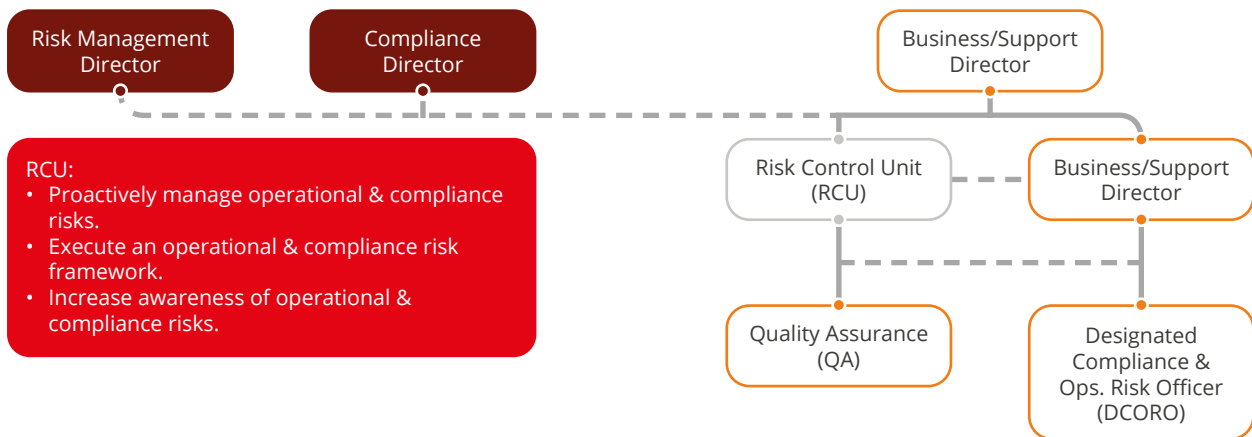 Risk Management
Director
Compliance
Director
Business/Support
Director
RCU:
• Proactively manage operational & compliance
risks.
• Execute an operational & compliance risk
framework.
• Increase awareness of operational &
compliance risks.
Risk Control Unit
(RCU)
Business/Support
Director
Quality Assurance
(QA)
Designated
Compliance &
Ops. Risk Officer
(DCORO)